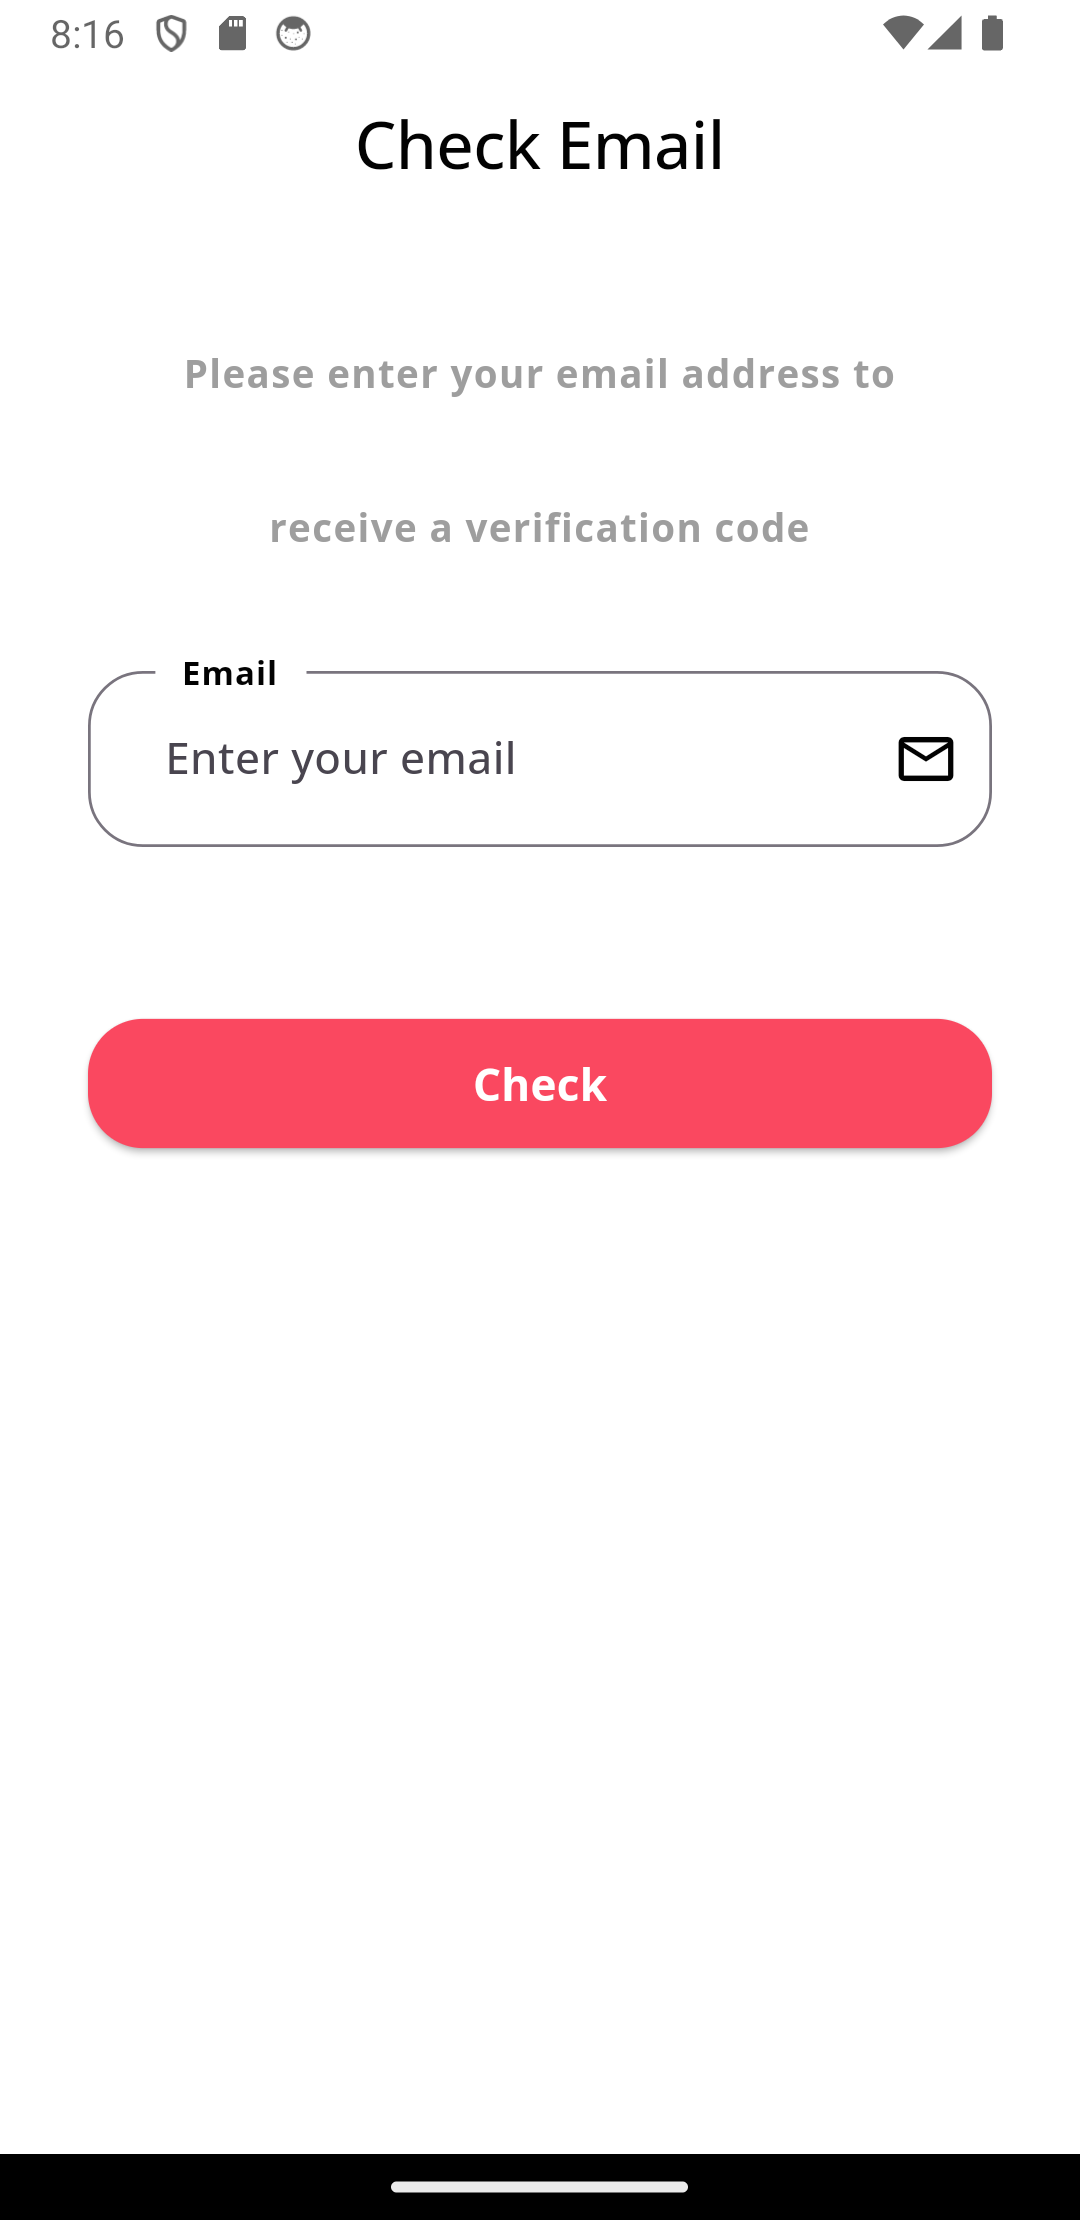 8:16
Check Email
Please enter your email address to
receive a verification code
Email
Enter your email
Check